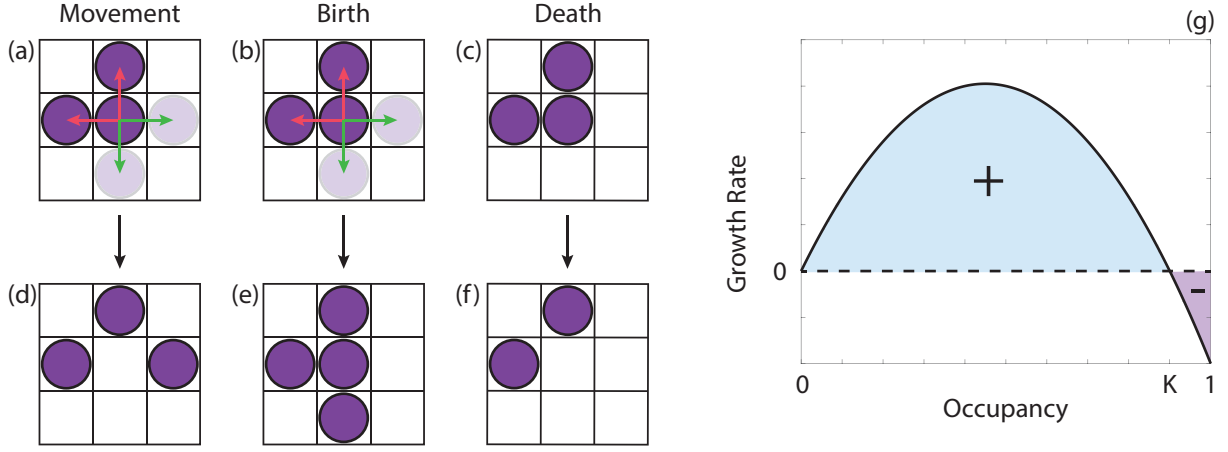 Movement
Birth
Death
(a)
(b)
(c)
(d)
(e)
(f)
(g)
+
-
Growth Rate
0
0
K
1
Occupancy